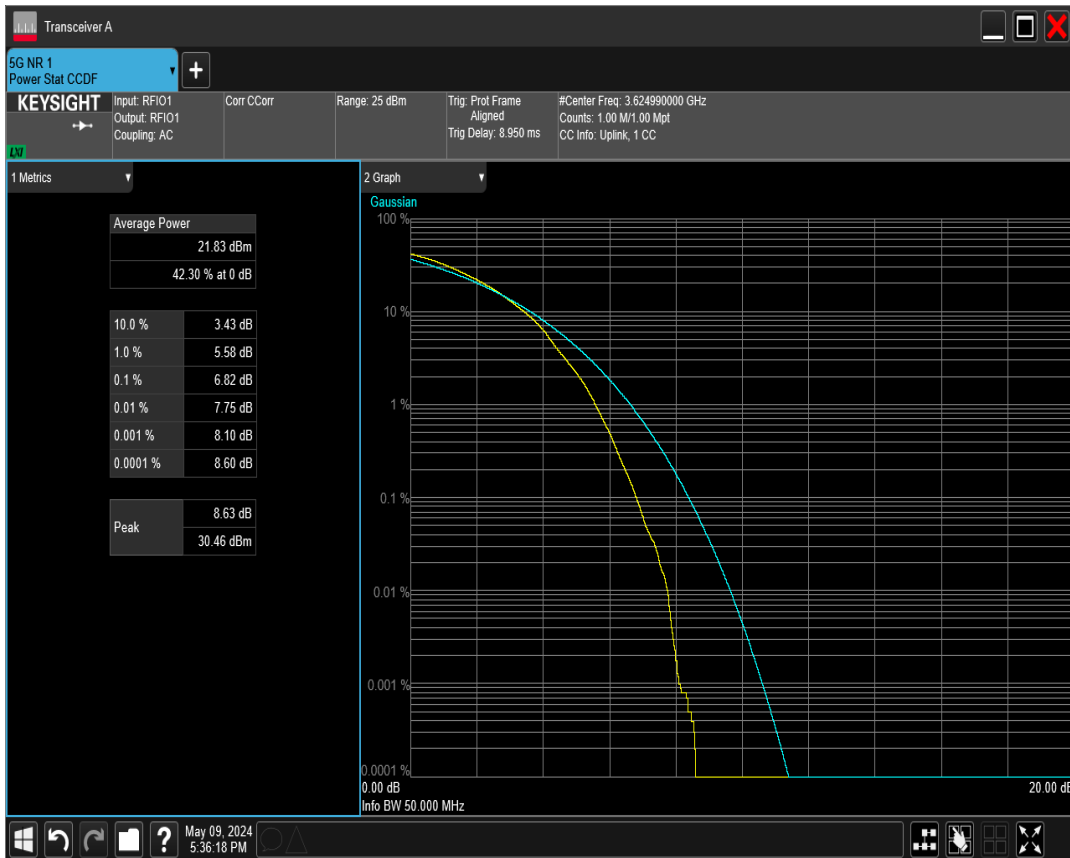 Transceiver A
5G NR 1
Power Stat CCDF
+
KEYSIGHT
LXI
Input: RFIO1
Output: RFIO1
Coupling: AC
Corr CCorr
Range: 25 dBm
Trig: Prot Frame
Aligned
Trig Delay: 8.950 ms
#Center Freq: 3.624990000 GHz
Counts: 1.00 M/1.00 Mpt
CC Info: Uplink, 1 CC
1 Metrics
Average Power
21.83 dBm
42.30 % at 0 dB
10.0 % 3.43 dB
1.0 % 5.58 dB
0.1 % 6.82 dB
0.01 % 7.75 dB
0.001 % 8.10 dB
0.0001 % 8.60 dB
Peak
8.63 dB
30.46 dBm
2 Graph
Gaussian
100 %
10 %
1 %
0.1 %
0.01 %
0.001 %
0.0001 %
0.00 dB 20.00 dB
Info BW 50.000 MHz
?
May 09, 2024
5:36:18 PM